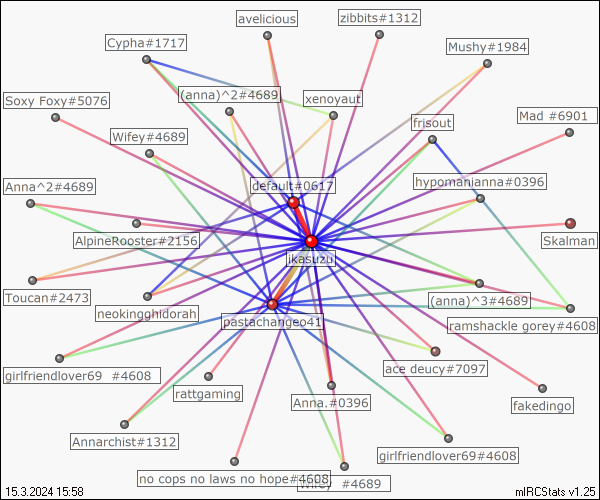 avelicious
zibbits#1312
Cypha#1717
Mushy#1984
(anna)^2#4689
xenoyaut
Soxy Foxy#5076
Mad #6901
frisout
Wifey#4689
default#0617
hypomanianna#0396
Anna^2#4689
AlpineRooster#2156
Skalman
ikasuzu
Toucan#2473
(anna)^3#4689
neokingghidorah
pastachangeo41
ramshackle gorey#4608
ace deucy#7097
girlfriendlover69 #4608
rattgaming
Anna.#0396
fakedingo
Annarchist#1312
girlfriendlover69#4608
no cops no laws no hope#4608
#4689
15.3.2024 15:58
mIRCStats v1.25